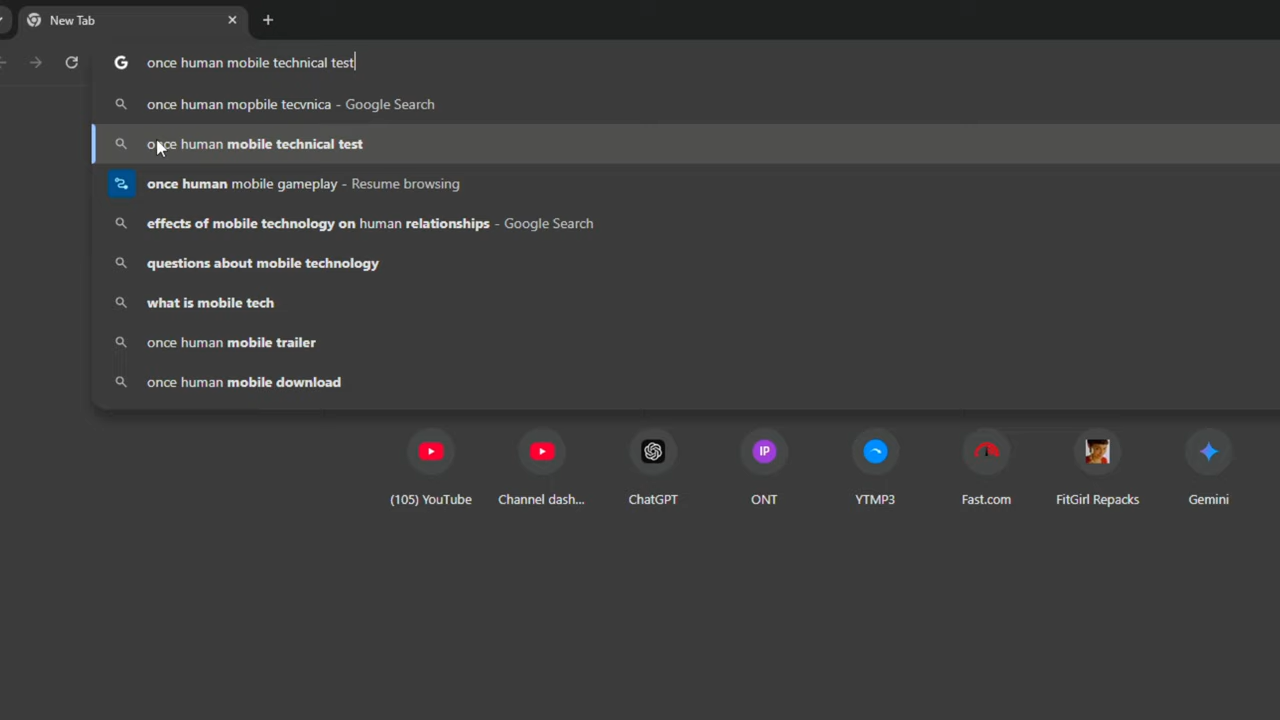 New Tab
once human mobile technical test
once human mopbile tecvnica - Google Search
once human mobile technical test
once human mobile gameplay - Resume browsing
effects of mobile technology on human relationships - Google Search
questions about mobile technology
what is mobile tech
once human mobile trailer
once human mobile download
IP
(105) YouTube
Channel dash...
ChatGPT
ONT
YTMP3
Fast.com
FitGirl Repacks
Gemini